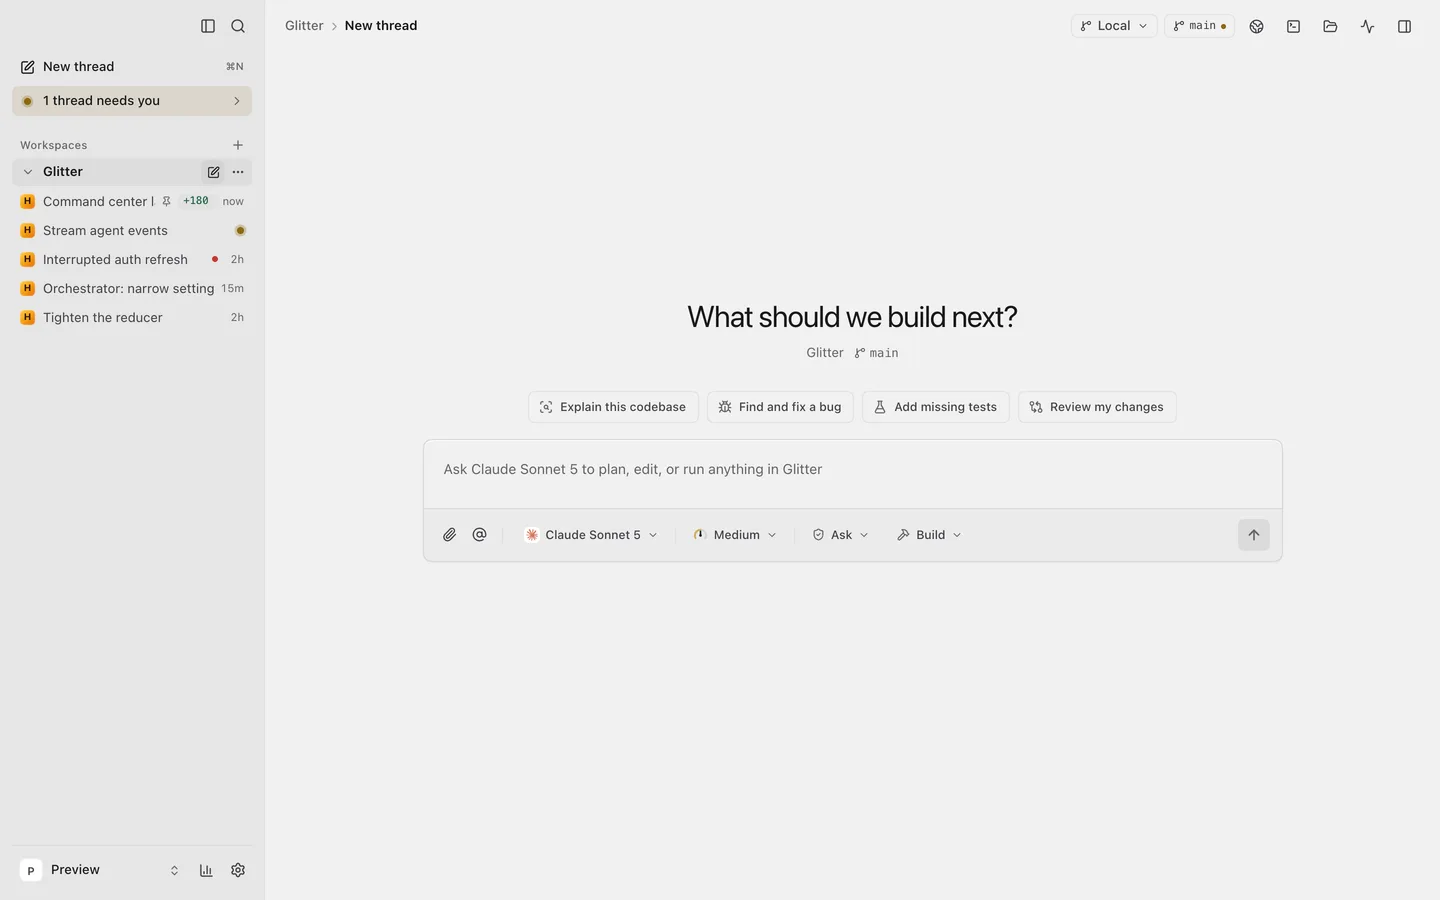 Glitter › New thread
Local
main
New thread ⌘N
1 thread needs you
Workspaces
Glitter
H Command center +180 now
H Stream agent events
H Interrupted auth refresh 2h
H Orchestrator: narrow setting 15m
H Tighten the reducer 2h
What should we build next?
Glitter main
Explain this codebase
Find and fix a bug
Add missing tests
Review my changes
Ask Claude Sonnet 5 to plan, edit, or run anything in Glitter
Claude Sonnet 5
Medium
Ask
Build
P Preview